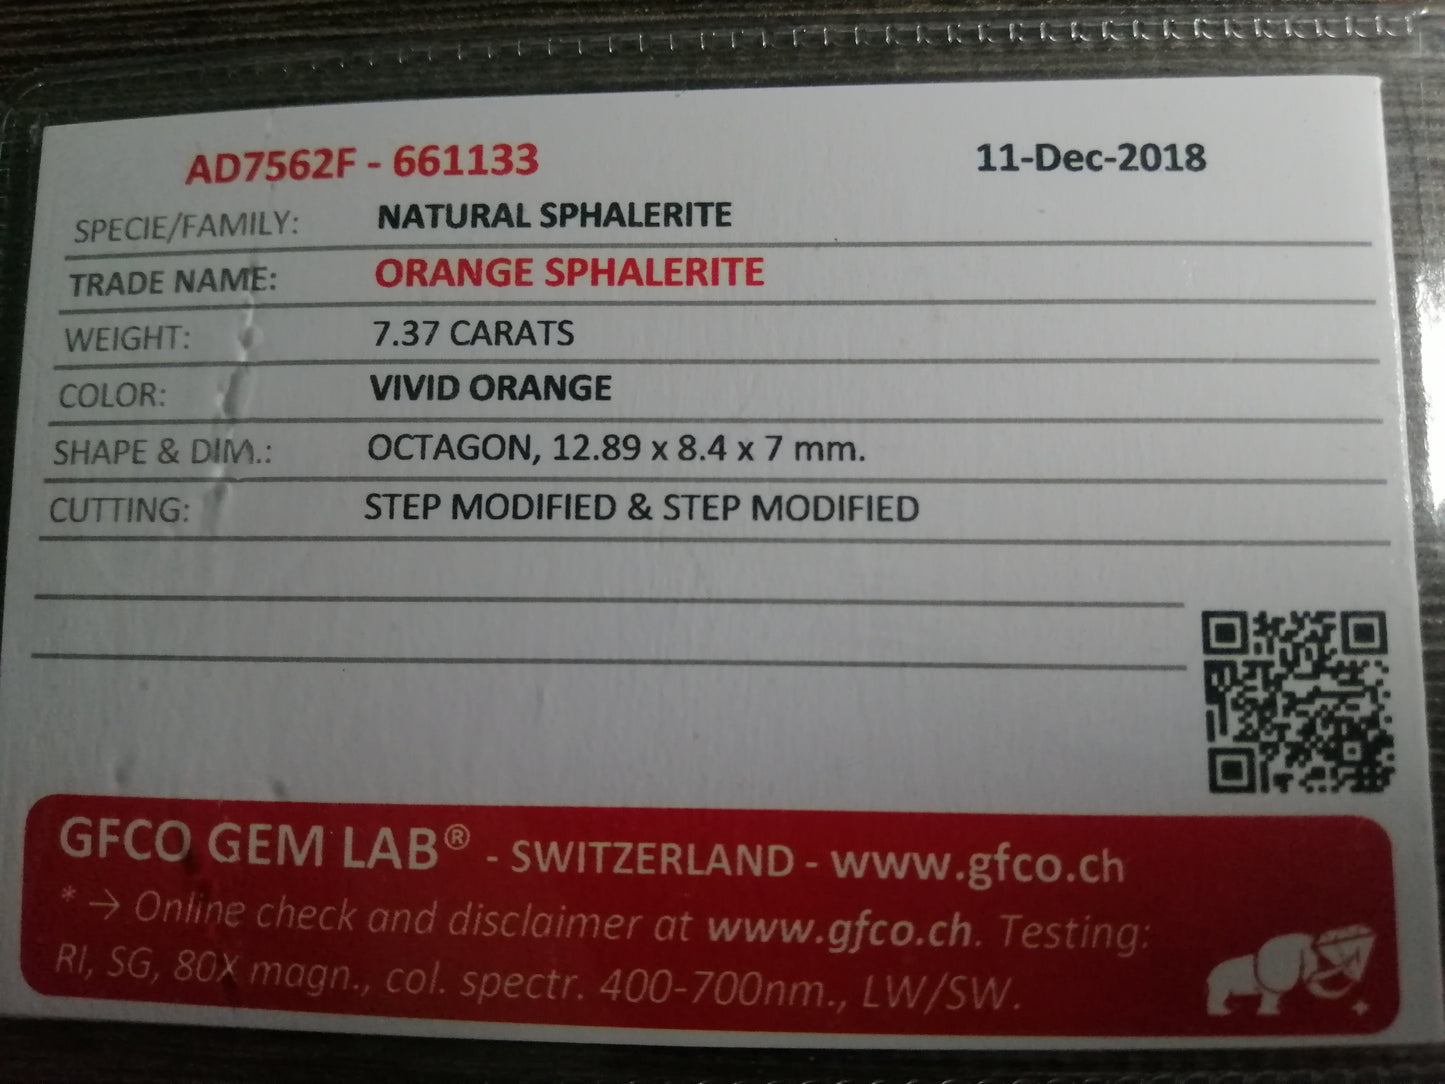 AD7562F - 661133 11-Dec-2018
SPECIE/FAMILY: NATURAL SPHALERITE
TRADE NAME: ORANGE SPHALERITE
WEIGHT: 7.37 CARATS
COLOR: VIVID ORANGE
SHAPE & DIM.: OCTAGON, 12.89 x 8.4 x 7 mm.
CUTTING: STEP MODIFIED & STEP MODIFIED
GFCO GEM LAB® - SWITZERLAND - www.gfco.ch
* → Online check and disclaimer at www.gfco.ch. Testing:
RI, SG, 80X magn., col. spectr. 400-700nm., LW/SW.